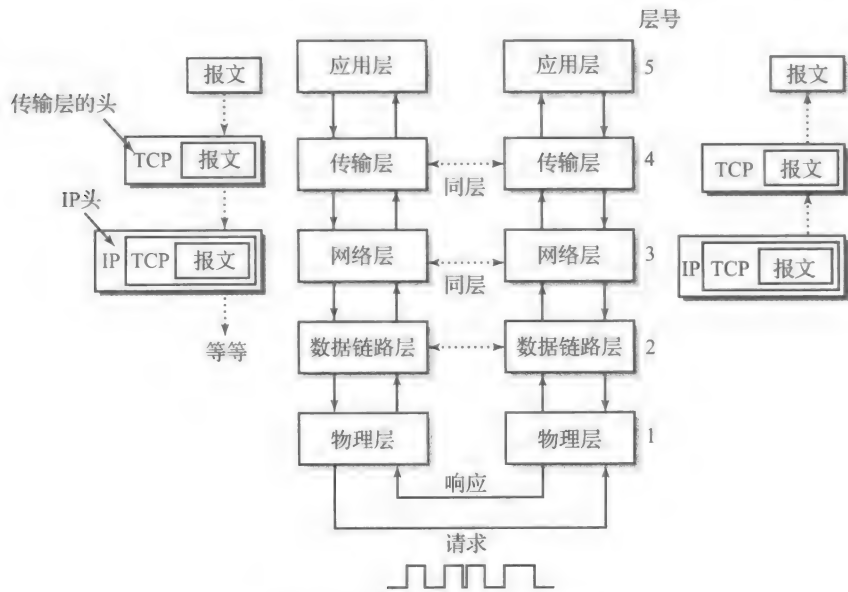 层号
应用层
应用层
5
报文
报文
传输层的头
TCP
报文
传输层
传输层
4
TCP
报文
同层
IP头
IP
TCP
报文
网络层
网络层
3
IP
TCP
报文
同层
等等
数据链路层
数据链路层
2
物理层
物理层
1
响应
请求